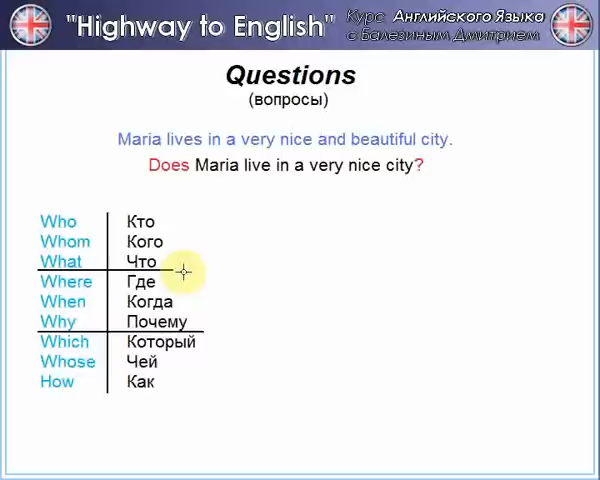 "Highway to English"
Курс Английского Языка
с Балезиным Дмитрием
Questions
(вопросы)
Maria lives in a very nice and beautiful city.
Does Maria live in a very nice city?
Who Кто
Whom Кого
What Что
Where Где
When Когда
Why Почему
Which Который
Whose Чей
How Как